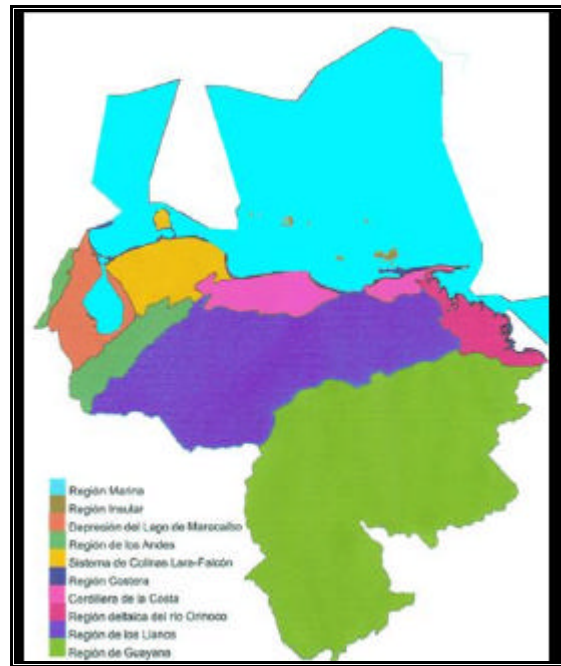 Región Marina
Región Insular
Depresión del Lago de Maracaibo
Región de los Andes
Sistema de Colinas Lara-Falcón
Región Costera
Cordillera de la Costa
Región deltaica del río Orinoco
Región de los Llanos
Región de Guayana